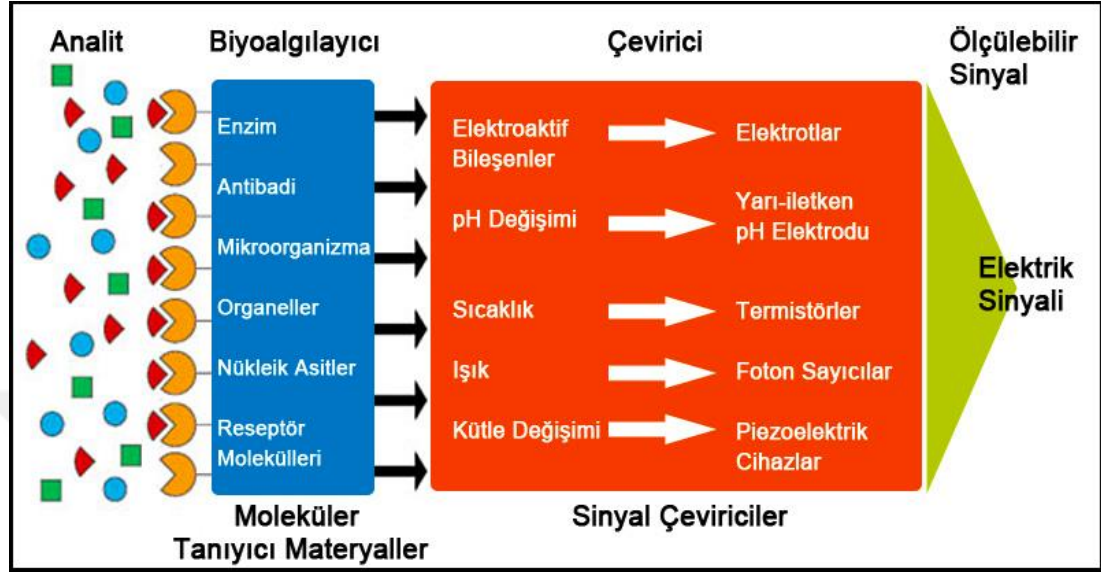 Analit
Biyoalgılayıcı
Çevirici
Ölçülebilir
Sinyal
Enzim
Antibadi
Mikroorganizma
Organeller
Nükleik Asitler
Reseptör
Molekülleri
Elektroaktif
Bileşenler
Elektrotlar
pH Değişimi
Yarı-iletken
pH Elektrodu
Sıcaklık
Termistörler
Işık
Foton Sayıcılar
Kütle Değişimi
Piezoelektrik
Cihazlar
Elektrik
Sinyali
Moleküler
Tanıyıcı Materyaller
Sinyal Çeviriciler